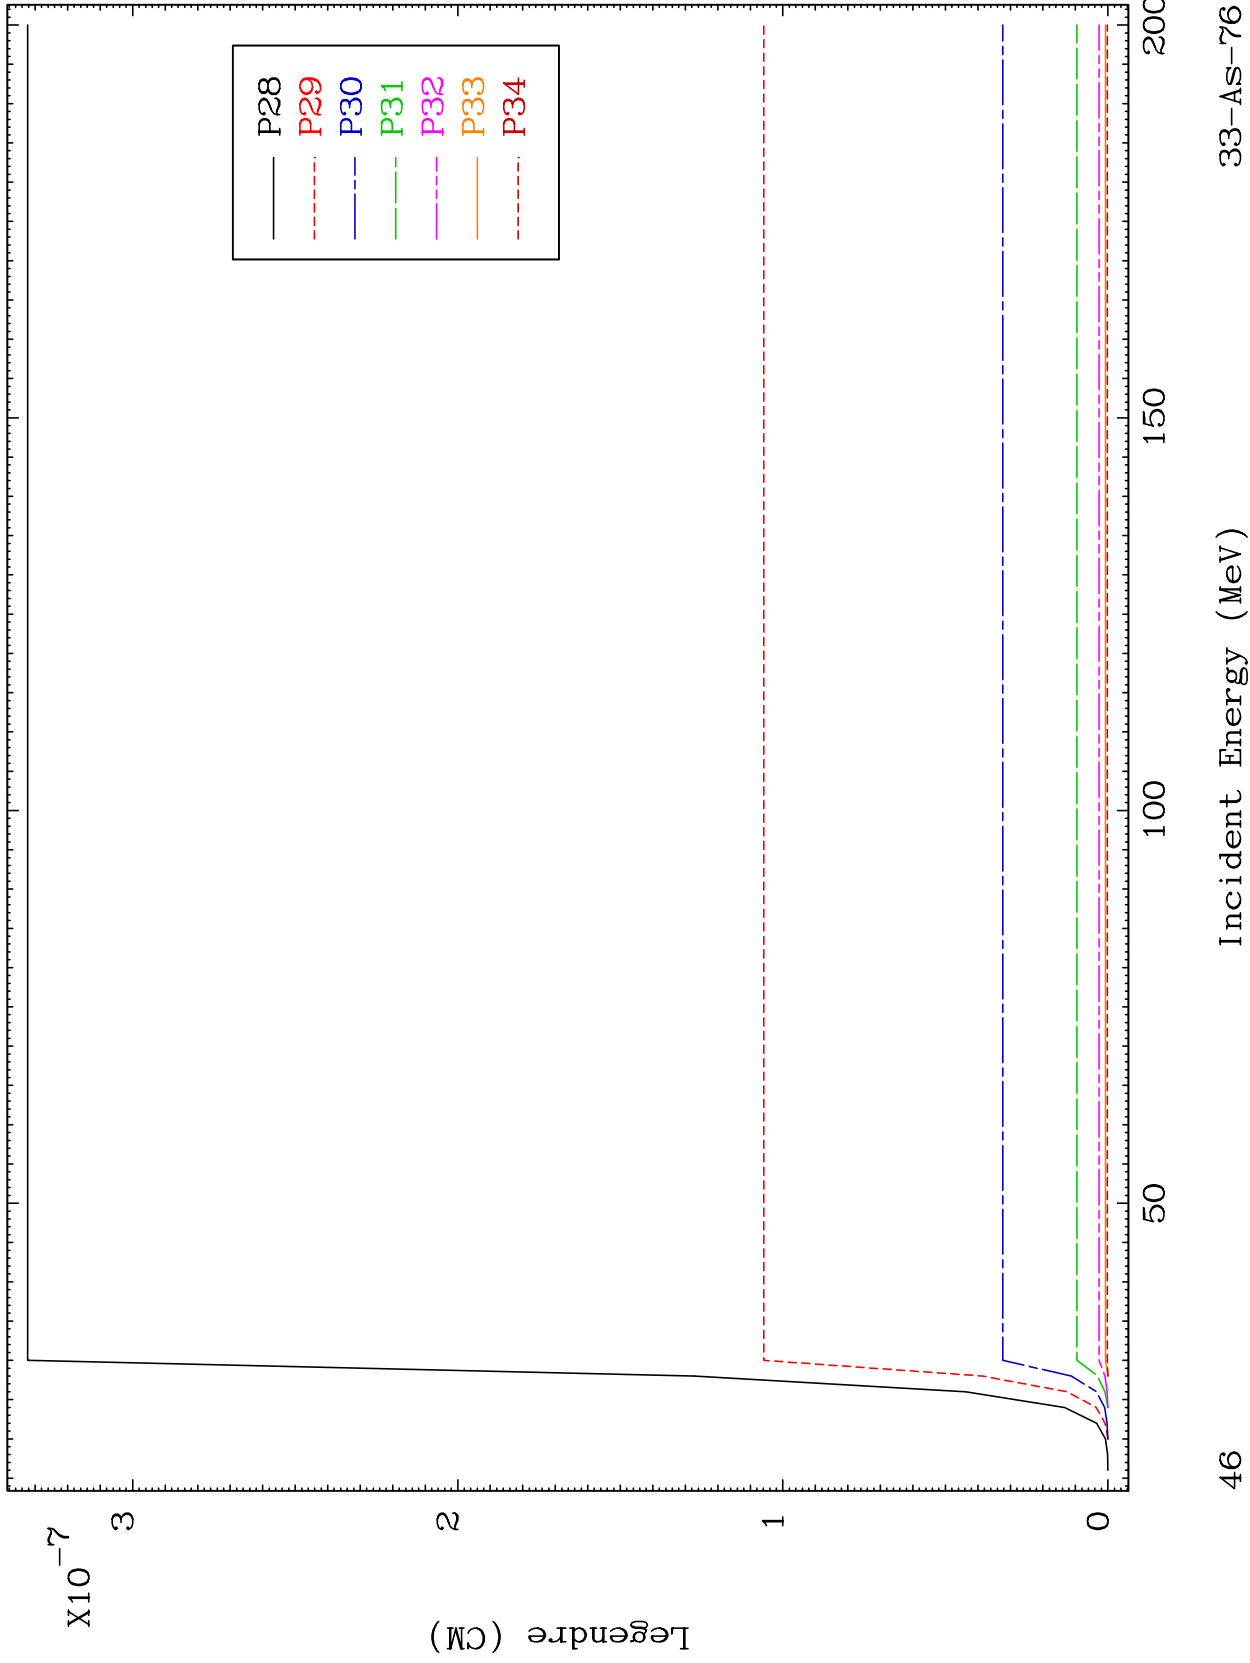 X10-7
3
2
1
0
Legendre (CM)
P28
P29
P30
P31
P32
P33
P34
50
100
150
200
Incident Energy (MeV)
46
33-As-76